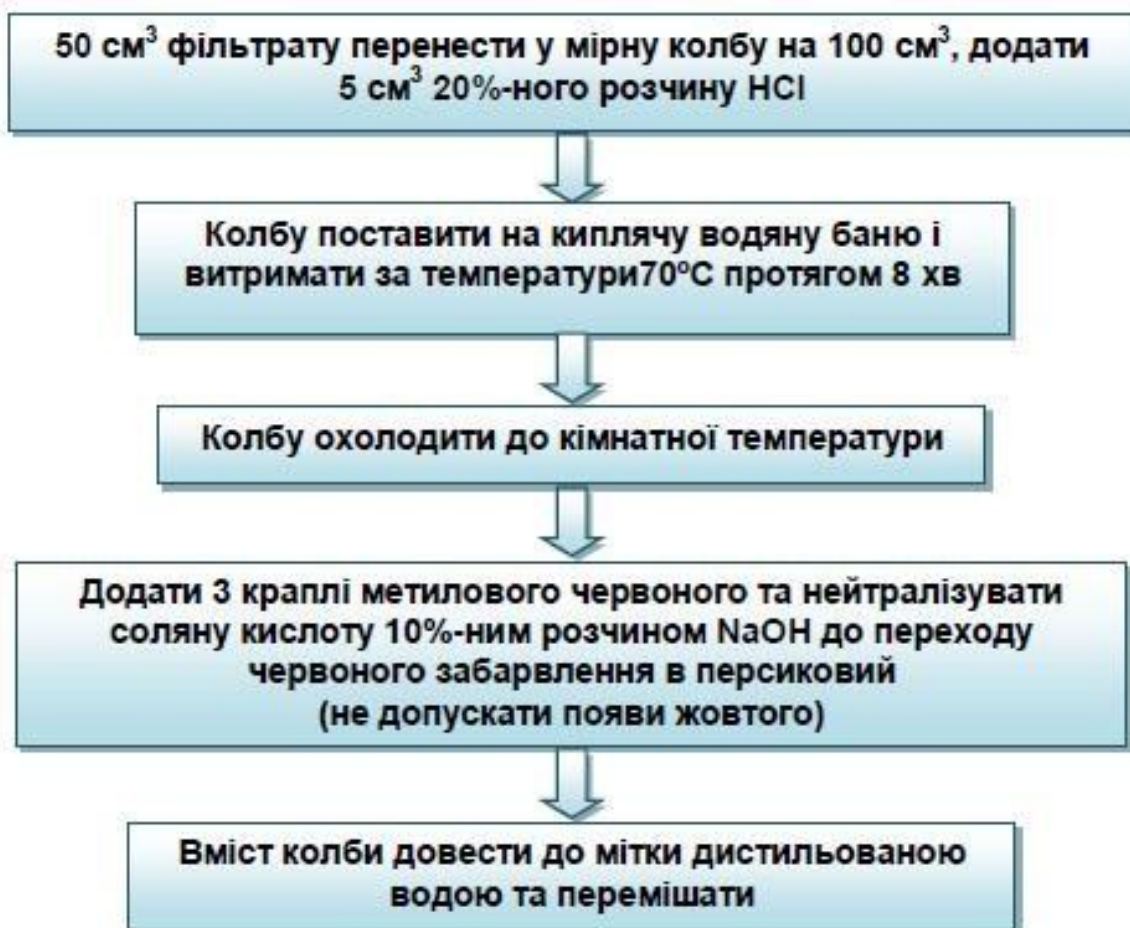 50 см³ фільтрату перенести у мірну колбу на 100 см³, додати
5 см³ 20%-ного розчину HCl
Колбу поставити на киплячу водяну баню і
витримати за температури70ºС протягом 8 хв
Колбу охолодити до кімнатної температури
Додати 3 краплі метилового червоного та нейтралізувати
соляну кислоту 10%-ним розчином NaOH до переходу
червоного забарвлення в персиковий
(не допускати появи жовтого)
Вміст колби довести до мітки дистильованою
водою та перемішати